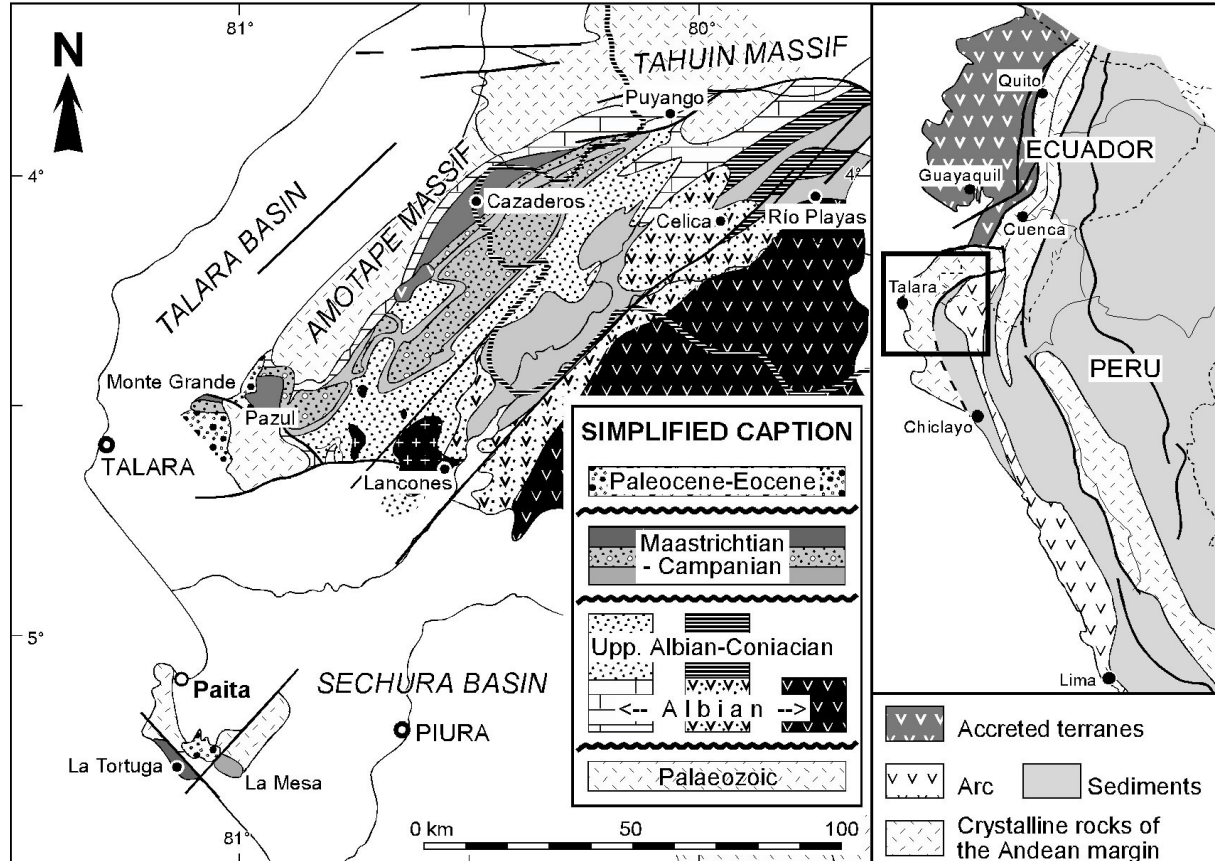 81°
80°
N
TAHUIN MASSIF
Puyango
4°
4°
Cazaderos
Celica
Río Playas
TALARA BASIN
AMOTAPE MASSIF
Monte Grande
Pazul
TALARA
Lancones
5°
Paita
SECHURA BASIN
PIURA
La Tortuga
La Mesa
81°
0 km
50
100
SIMPLIFIED CAPTION
Paleocene-Eocene
Maastrichtian
- Campanian
Upp. Albian-Coniacian
<-- Albian -->
Palaeozoic
Quito
ECUADOR
Guayaquil
Cuenca
Talara
PERU
Chiclayo
Lima
Accreted terranes
Arc
Sediments
Crystalline rocks of
the Andean margin